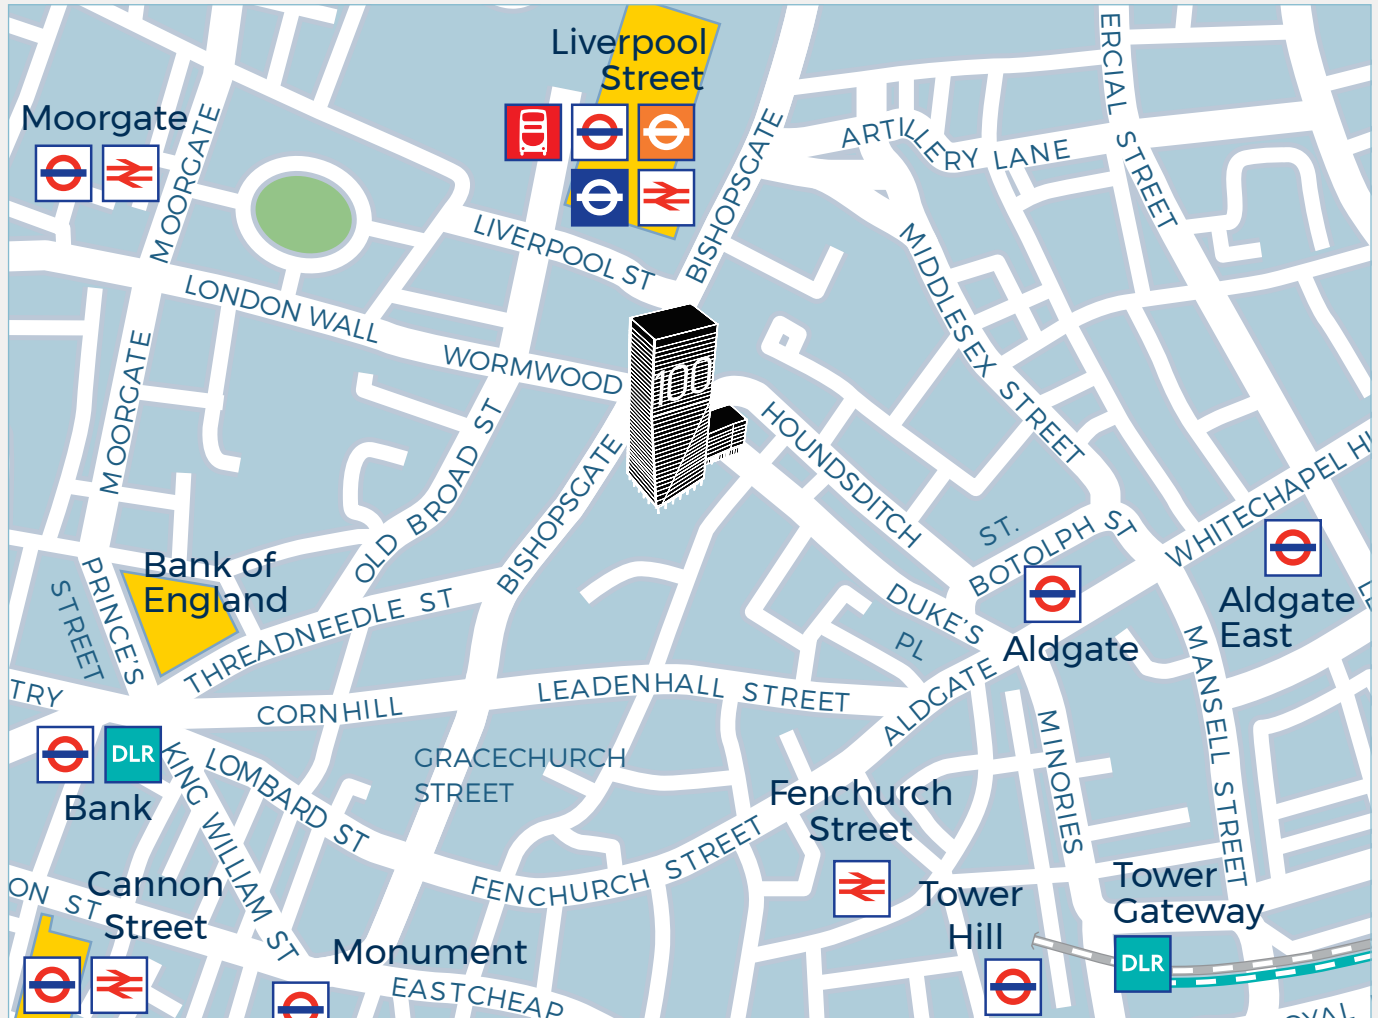 ERCIAL STREET
Liverpool
Street
Moorgate
MOORGATE
ARTILLERY LANE
BISHOPSGATE
LIVERPOOL ST
MIDDLESEX STREET
LONDON WALL
MOORGATE
WORMWOOD
100
OLD BROAD ST
BISHOPSGATE
HOUNDSDITCH
WHITECHAPEL HI
ST.
BOTOLPH ST
Bank of
England
PRINCE'S
STREET
THREADNEEDLE ST
DUKE'S
PL
Aldgate
Aldgate
East
TRY
CORNHILL
LEADENHALL STREET
ALDGATE
MANSELL STREET
MINORIES
DLR
Bank
KING WILLIAM ST
LOMBARD ST
GRACECHURCH
STREET
Fenchurch
Street
FENCHURCH STREET
ON ST
Cannon
Street
Tower
Hill
Tower
Gateway
DLR
Monument
EASTCHEAP
OYAL